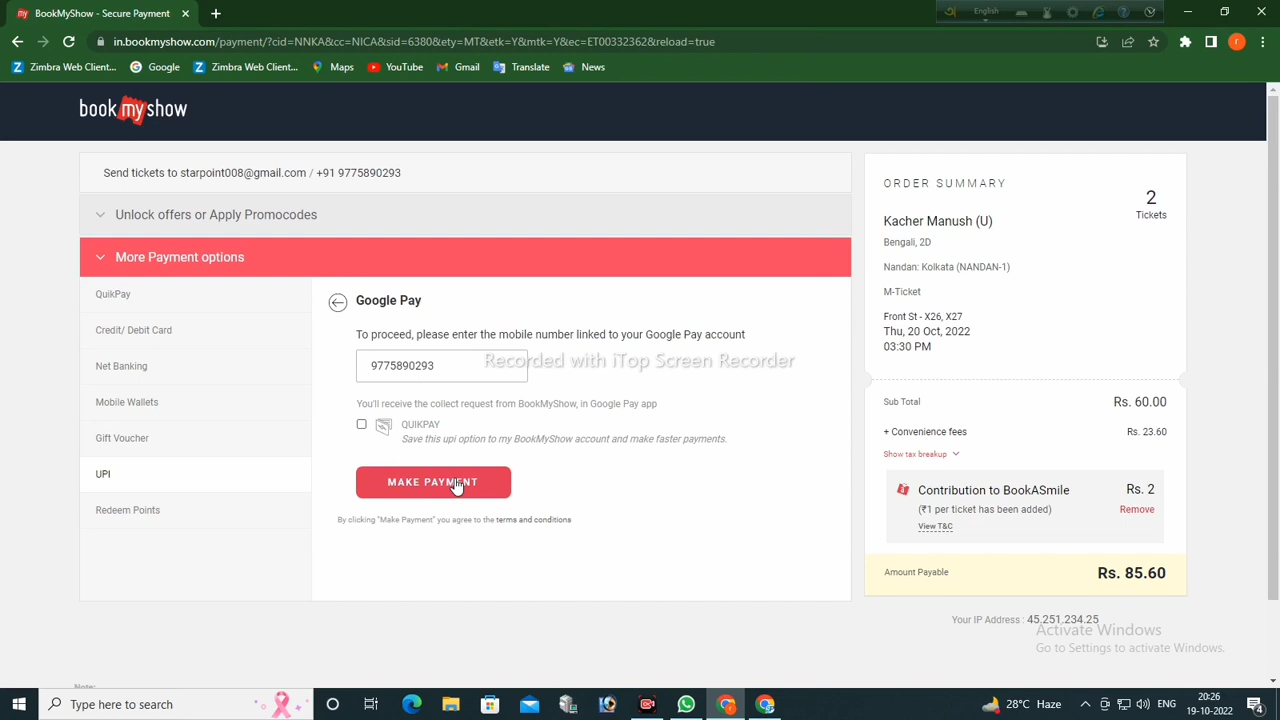 BookMyShow - Secure Payment
English
in.bookmyshow.com/payment/?cid=NNKA&cc=NICA&sid=6380&ety=MT&etk=Y&mtk=Y&ec=ET00332362&reload=true
Zimbra Web Client... Google Zimbra Web Client... Maps YouTube Gmail Translate News
book my show
Send tickets to starpoint008@gmail.com / +91 9775890293
Unlock offers or Apply Promocodes
More Payment options
QuikPay
Credit/ Debit Card
Net Banking
Mobile Wallets
Gift Voucher
UPI
Redeem Points
Google Pay
To proceed, please enter the mobile number linked to your Google Pay account
9775890293
Recorded with iTop Screen Recorder
You'll receive the collect request from BookMyShow, in Google Pay app
QUIKPAY
Save this upi option to my BookMyShow account and make faster payments.
MAKE PAYMENT
By clicking "Make Payment" you agree to the terms and conditions
ORDER SUMMARY
2
Tickets
Kacher Manush (U)
Bengali, 2D
Nandan: Kolkata (NANDAN-1)
M-Ticket
Front St - X26, X27
Thu, 20 Oct, 2022
03:30 PM
Sub Total Rs. 60.00
+ Convenience fees Rs. 23.60
Show tax breakup
Contribution to BookASmile Rs. 2
(₹1 per ticket has been added) Remove
View T&C
Amount Payable Rs. 85.60
Your IP Address : 45.251.234.25
Activate Windows
Go to Settings to activate Windows.
Type here to search
28°C Haze
ENG
20:26
19-10-2022
4